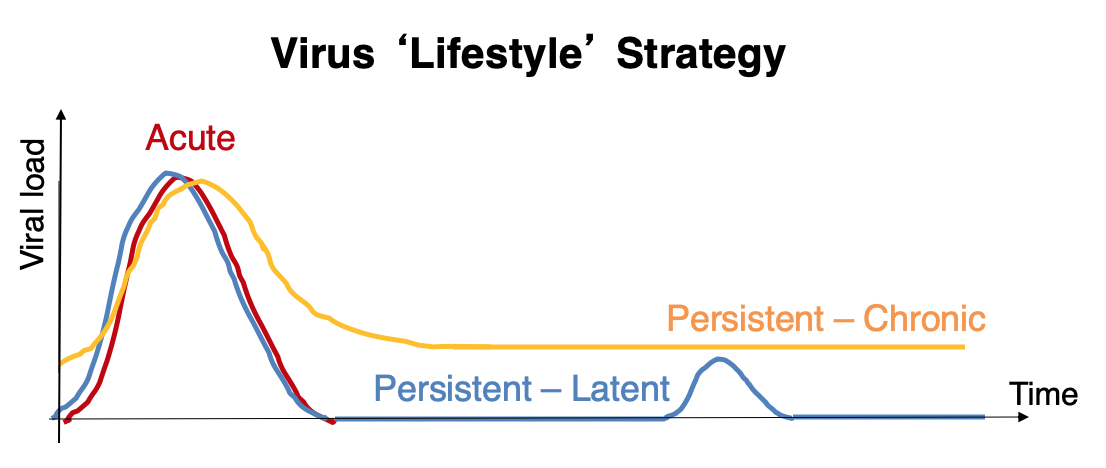 Virus ‘Lifestyle’ Strategy
Acute
Viral load
Persistent – Chronic
Persistent – Latent
Time